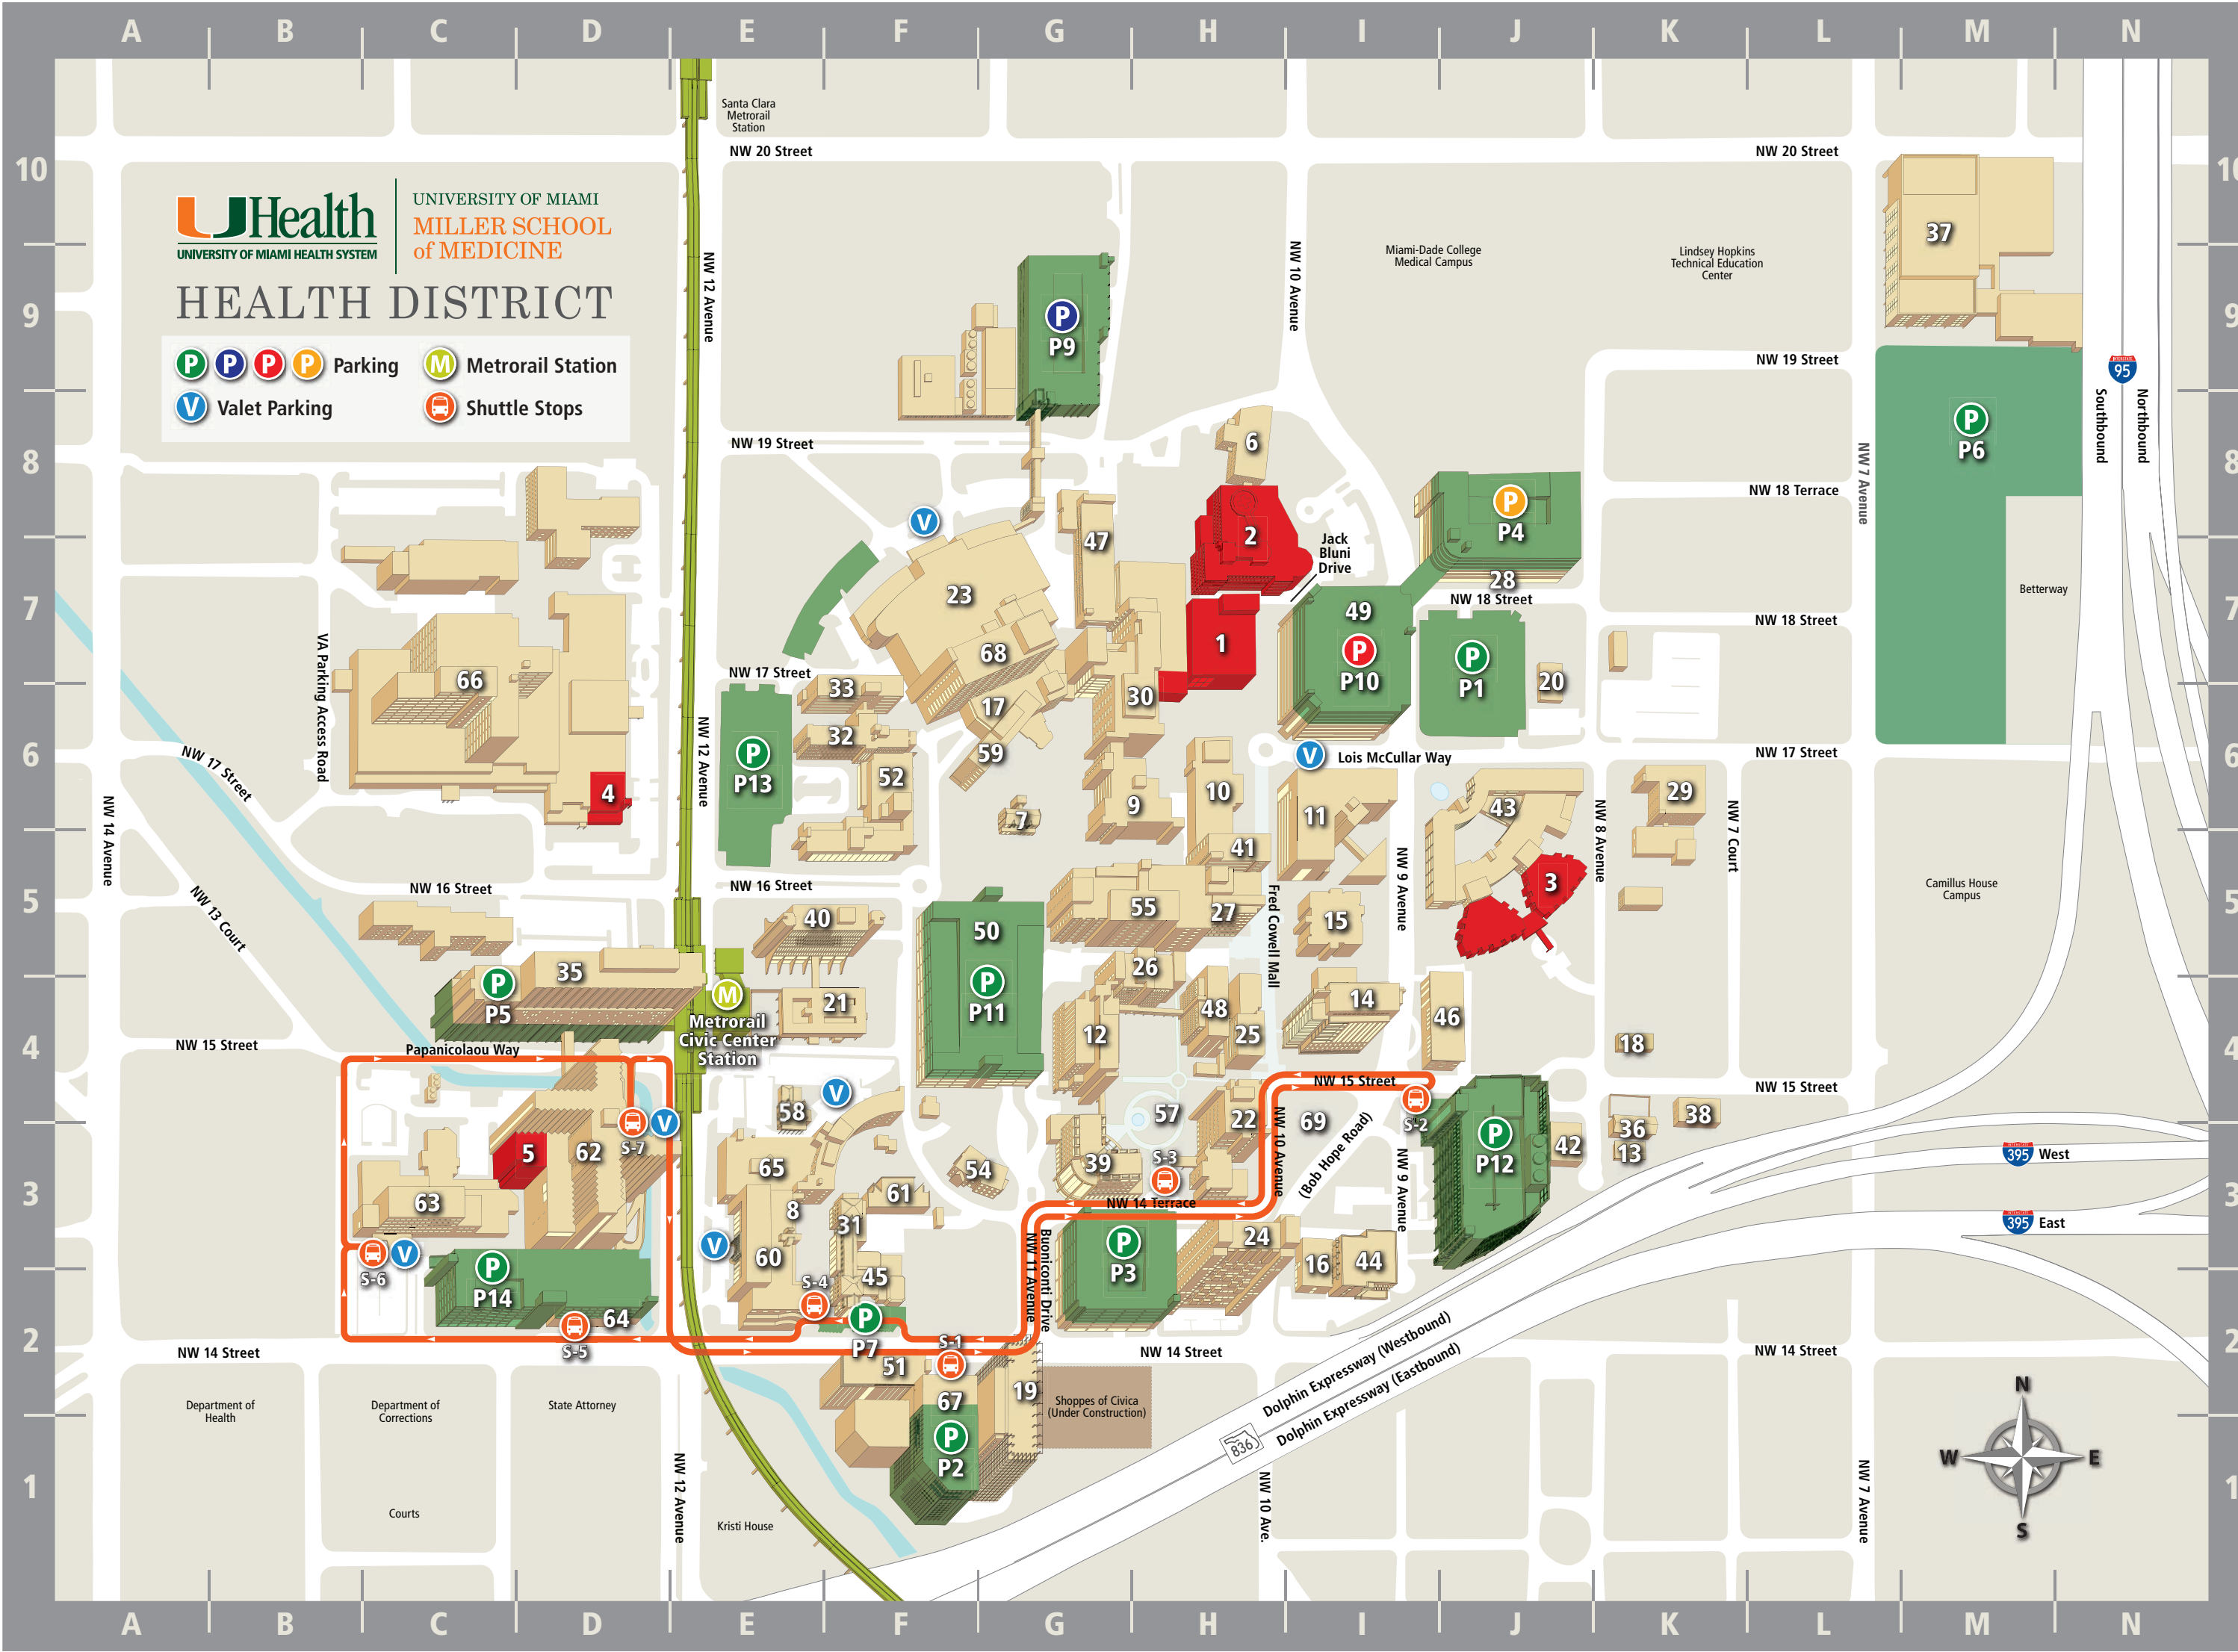 A B C D E F G H I J K L M N
Santa Clara
Metrorail
Station
NW 20 Street
NW 20 Street
10
10
UHealth
UNIVERSITY OF MIAMI HEALTH SYSTEM
UNIVERSITY OF MIAMI
MILLER SCHOOL
of MEDICINE
HEALTH DISTRICT
P P P P Parking
M Metrorail Station
V Valet Parking
Shuttle Stops
NW 12 Avenue
NW 10 Avenue
Miami-Dade College
Medical Campus
Lindsey Hopkins
Technical Education
Center
37
9
9
P
P9
NW 19 Street
INTERSTATE
95
Southbound
Northbound
P
P6
NW 19 Street
6
8
8
NW 7 Avenue
NW 18 Terrace
V
47
2
Jack
Bluni
Drive
P
P4
28
NW 18 Street
Betterway
7
7
23
49
NW 18 Street
VA Parking Access Road
1
68
P
P10
P
P1
20
NW 17 Street
66
33
17
30
32
59
NW 12 Avenue
P
P13
V
Lois McCullar Way
NW 17 Street
6
6
NW 17 Street
4
52
7
9
10
11
43
29
NW 14 Avenue
NW 8 Avenue
NW 7 Court
41
NW 9 Avenue
3
NW 16 Street
NW 16 Street
Camillus House
Campus
5
5
NW 13 Court
40
50
55
27
Fred Cowell Mall
15
35
P
P5
M
Metrorail
Civic Center
Station
21
P
P11
26
12
48
25
14
46
18
4
4
NW 15 Street
Papanicolaou Way
NW 15 Street
NW 15 Street
V
58
57
22
NW 10 Avenue
69
(Bob Hope Road)
S-2
P
P12
42
36
13
38
S-7
V
5
62
65
54
39
S-3
NW 9 Avenue
INTERSTATE
395
West
INTERSTATE
395
East
3
3
63
61
NW 14 Terrace
8
31
V
60
S-6
V
P
P14
64
S-5
S-4
45
P
P7
Buoniconti Drive
NW 11 Avenue
P
P3
24
16
44
2
2
NW 14 Street
S-1
51
NW 14 Street
NW 14 Street
Dolphin Expressway (Westbound)
Dolphin Expressway (Eastbound)
836
Department of
Health
Department of
Corrections
State Attorney
67
19
Shoppes of Civica
(Under Construction)
P
P2
N
W
E
S
1
1
Courts
NW 12 Avenue
Kristi House
NW 10 Ave.
NW 7 Avenue
A B C D E F G H I J K L M N